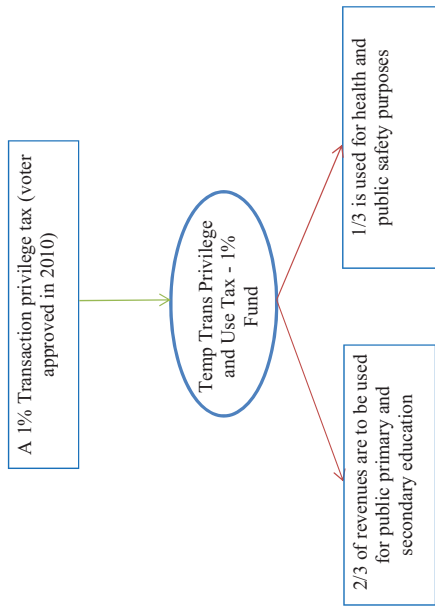 A 1% Transaction privilege tax (voter
approved in 2010)
Temp Trans Privilege
and Use Tax - 1%
Fund
2/3 of revenues are to be used
for public primary and
secondary education
1/3 is used for health and
public safety purposes